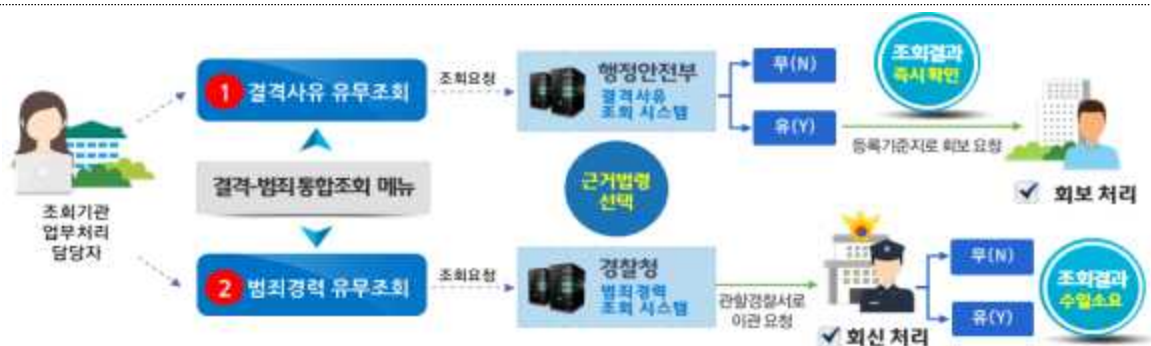 조회기관
업무처리
담당자
1 결격사유 유무조회
결격-범죄 통합조회 메뉴
2 범죄경력 유무조회
조회요청
행정안전부
결격사유
조회 시스템
무(N)
유(Y)
조회결과
즉시 확인
등록기준지로 회보 요청
회보 처리
근거법령
선택
조회요청
경찰청
범죄경력
조회 시스템
관할경찰서로
이관 요청
회신 처리
무(N)
유(Y)
조회결과
수일소요